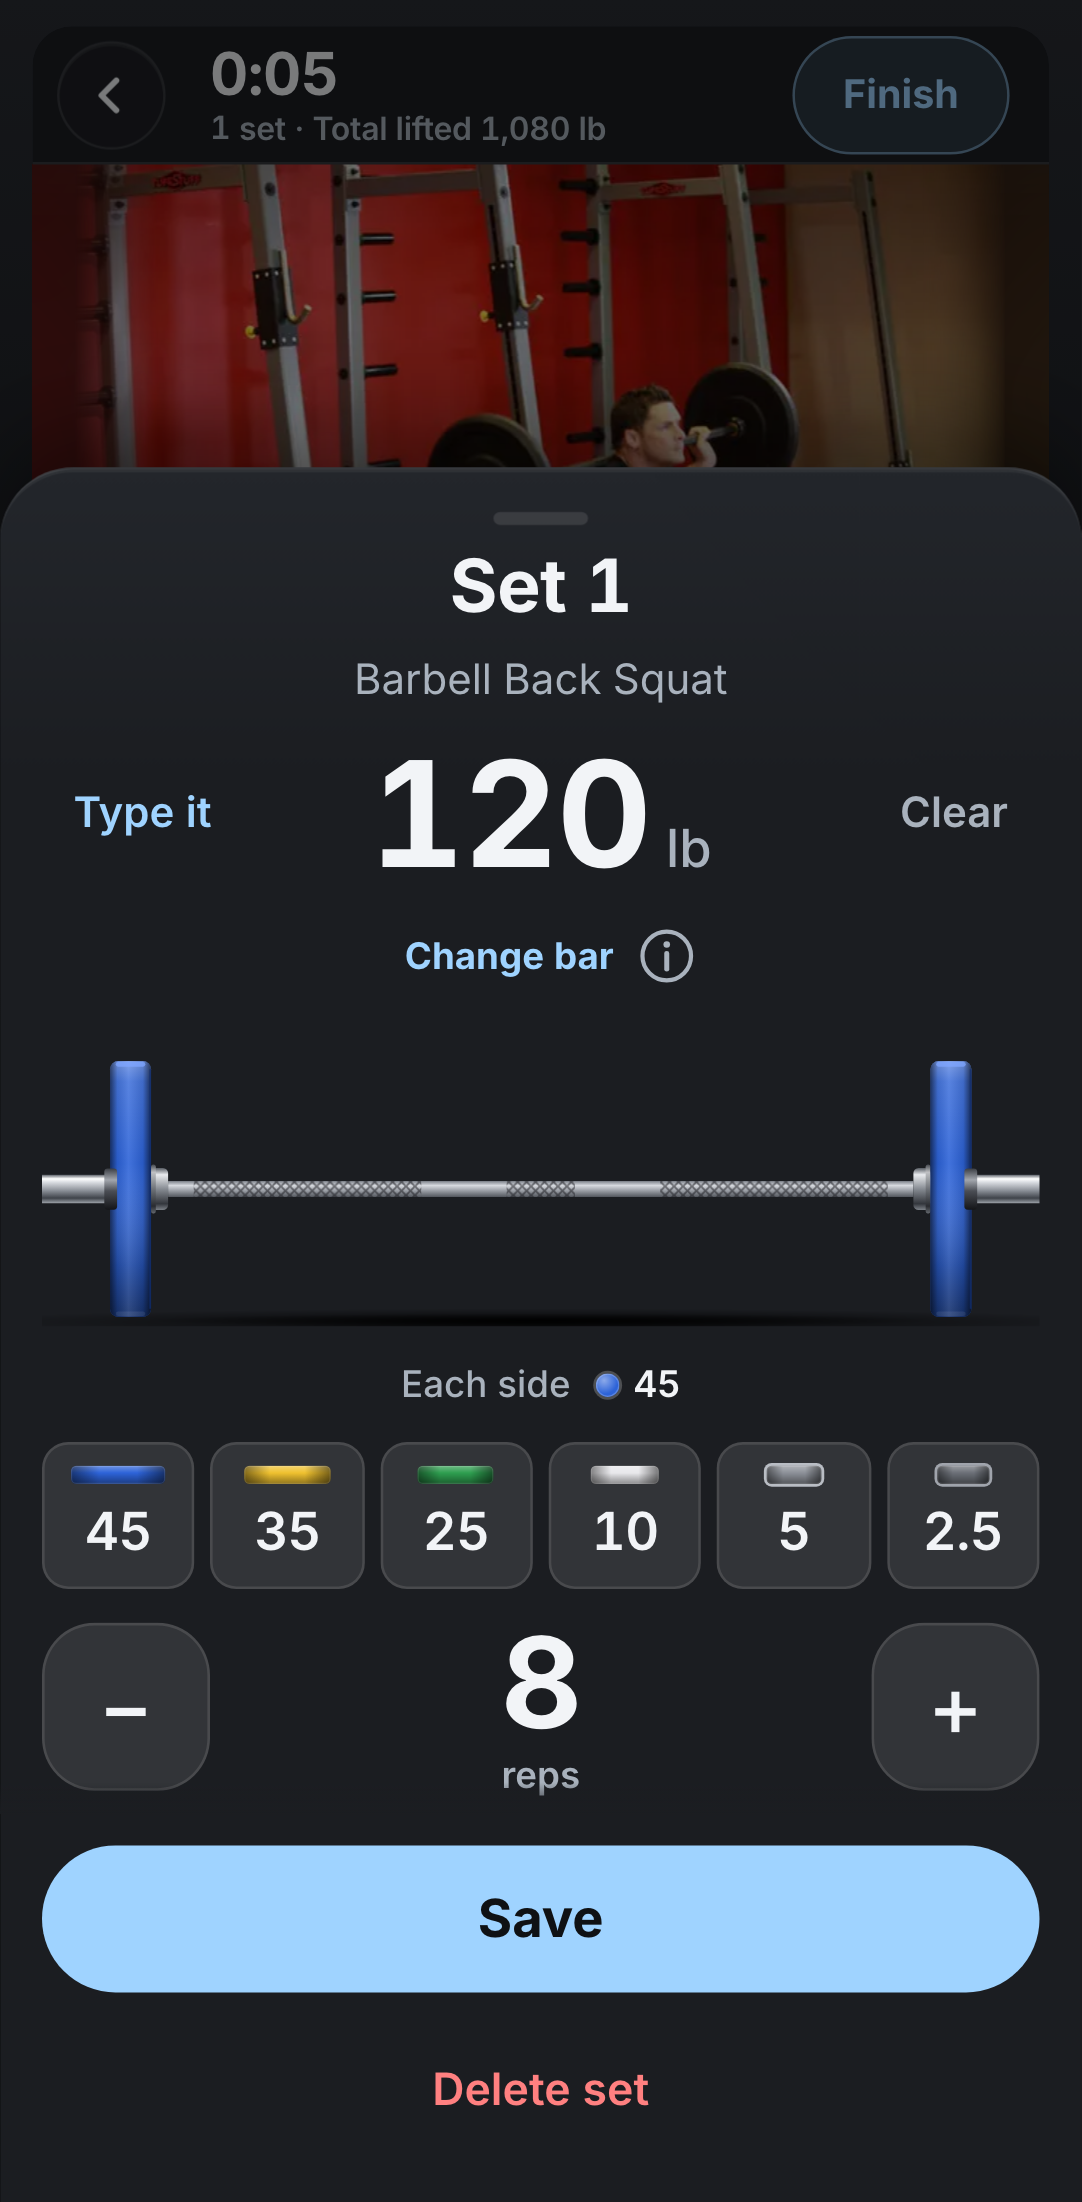 0:05
1 set · Total lifted 1,080 lb
Finish
Set 1
Barbell Back Squat
Type it
120 lb
Clear
Change bar
Each side 45
45 35 25 10 5 2.5
−
8
+
reps
Save
Delete set